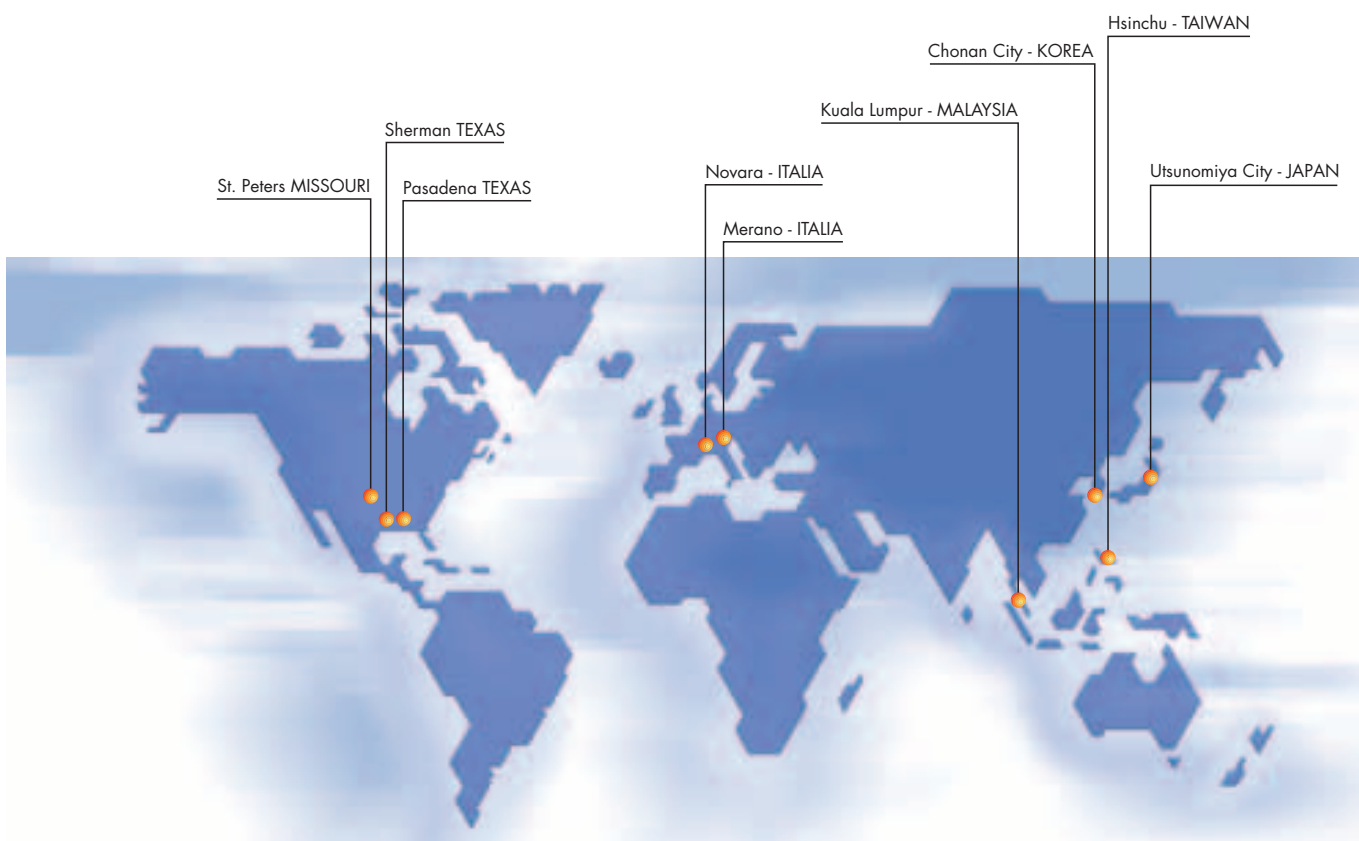 Hsinchu - TAIWAN
Chonan City - KOREA
Kuala Lumpur - MALAYSIA
Sherman TEXAS
Novara - ITALIA
Utsunomiya City - JAPAN
St. Peters MISSOURI
Pasadena TEXAS
Merano - ITALIA